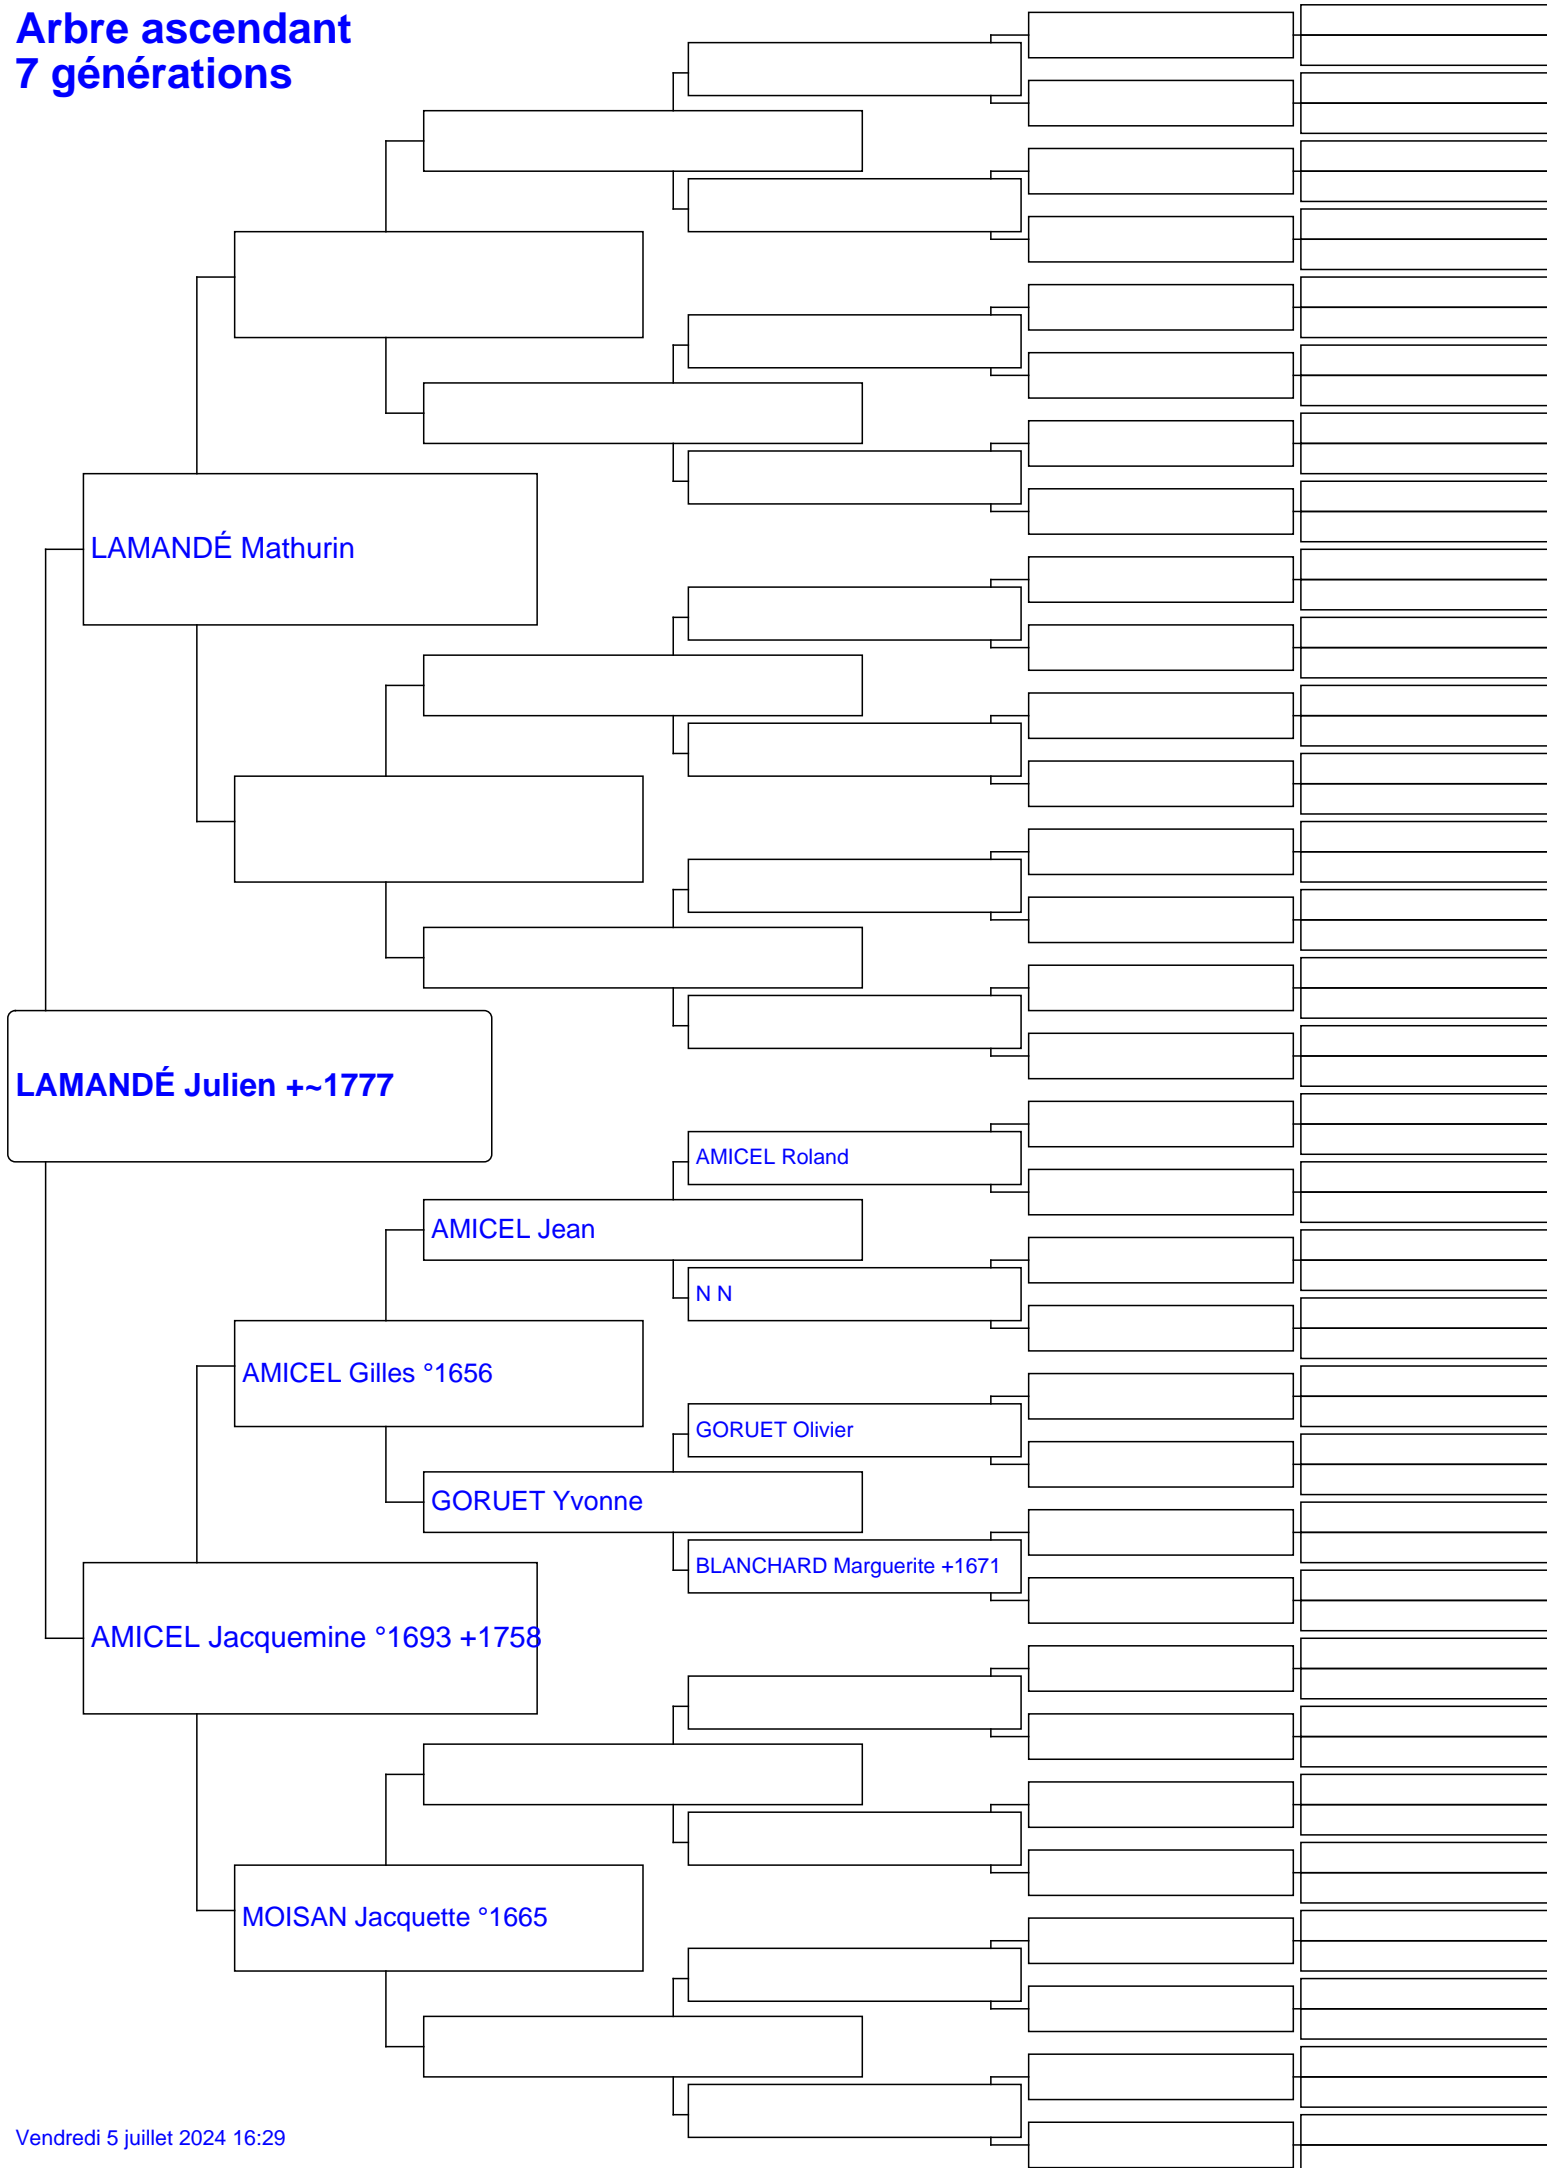 Arbre ascendant
7 générations
LAMANDÉ Mathurin
LAMANDÉ Julien +~1777
AMICEL Roland
AMICEL Jean
N N
AMICEL Gilles °1656
GORUET Olivier
GORUET Yvonne
BLANCHARD Marguerite +1671
AMICEL Jacquemine °1693 +1758
MOISAN Jacquette °1665
Vendredi 5 juillet 2024 16:29